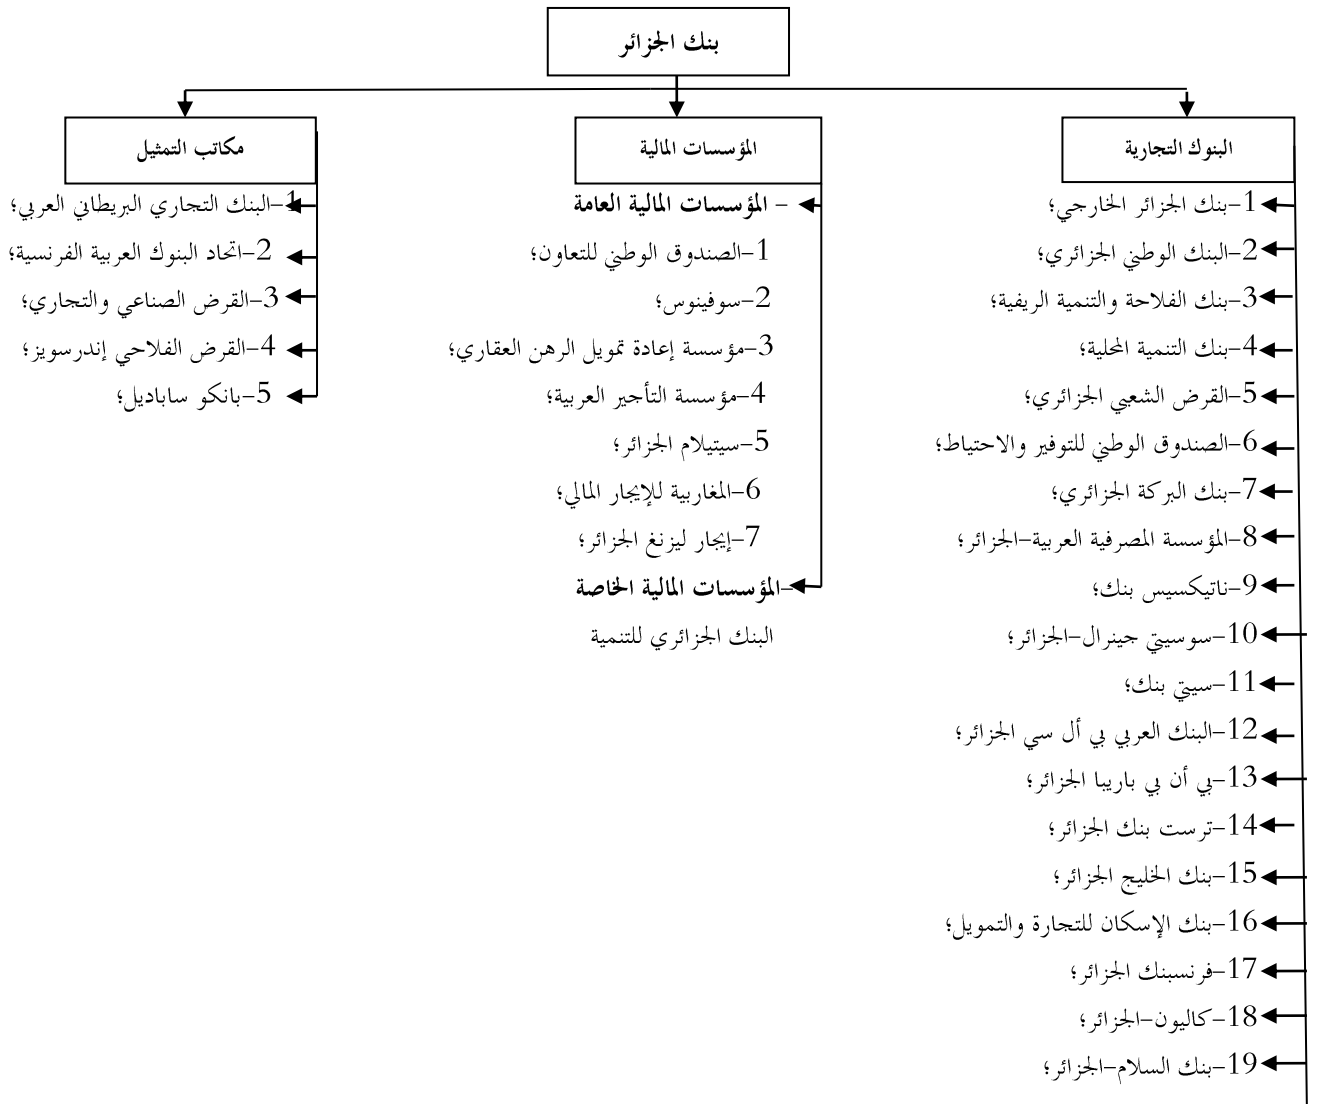 بنك الجزائر
البنوك التجارية
1-بنك الجزائر الخارجي؛
2-البنك الوطني الجزائري؛
3-بنك الفلاحة والتنمية الريفية؛
4-بنك التنمية المحلية؛
5-القرض الشعبي الجزائري؛
6-الصندوق الوطني للتوفير والاحتياط؛
7-بنك البركة الجزائري؛
8-المؤسسة المصرفية العربية-الجزائر؛
9-ناتيكسيس بنك؛
10-سوسيتي جينرال-الجزائر؛
11-سيتي بنك؛
12-البنك العربي بي أل سي الجزائر؛
13-بي أن بي باريبا الجزائر؛
14-ترست بنك الجزائر؛
15-بنك الخليج الجزائر؛
16-بنك الإسكان للتجارة والتمويل؛
17-فرنسبنك الجزائر؛
18-كاليون-الجزائر؛
19-بنك السلام-الجزائر؛
المؤسسات المالية
- المؤسسات المالية العامة
1-الصندوق الوطني للتعاون؛
2-سوفينوس؛
3-مؤسسة إعادة تمويل الرهن العقاري؛
4-مؤسسة التأجير العربية؛
5-سيتيلام الجزائر؛
6-المغاربية للإيجار المالي؛
7-إيجار ليزنغ الجزائر؛
-المؤسسات المالية الخاصة
البنك الجزائري للتنمية
مكاتب التمثيل
1-البنك التجاري البريطاني العربي؛
2-اتحاد البنوك العربية الفرنسية؛
3-القرض الصناعي والتجاري؛
4-القرض الفلاحي إندرسويز؛
5-بانكو ساباديل؛